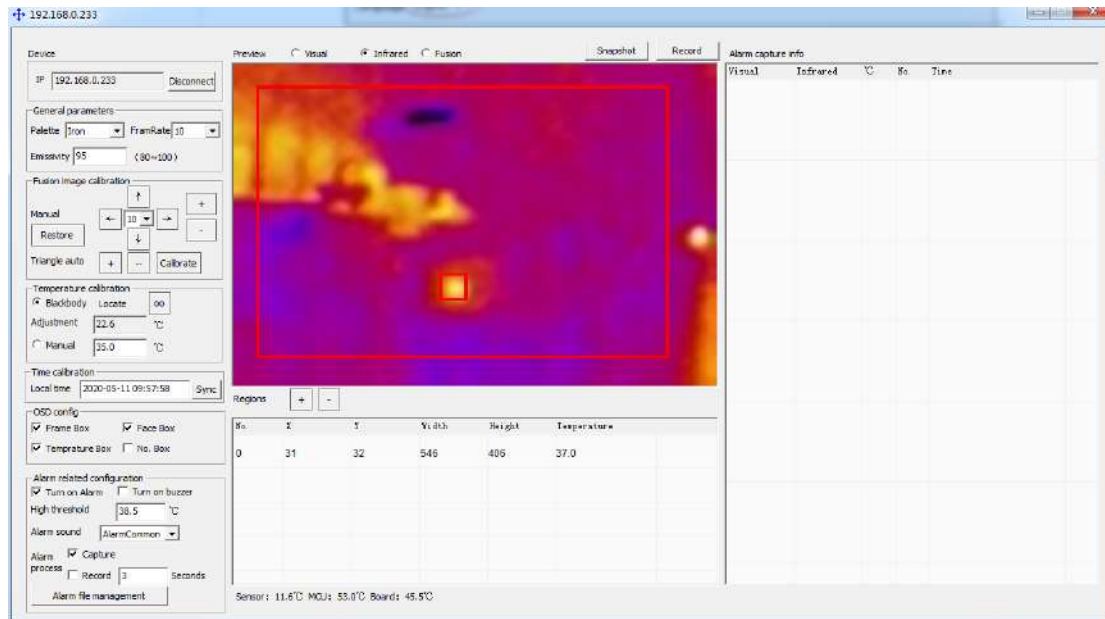 192.168.0.233
Device
IP 192.168.0.233 Disconnect
General parameters
Palette Iron FramRate 10
Emissivity 95 (80~100)
Fusion image calibration
↑
+
Manual
← 10 →
Restore
↓
-
Triangle auto + -- Calibrate
Temperature calibration
Blackbody Locate
Adjustment 22.6 ℃
Manual 35.0 ℃
Time calibration
Local time 2020-05-11 09:57:58 Sync
OSD config
Frame Box Face Box
Temprature Box No. Box
Alarm related configuration
Turn on Alarm Turn on buzzer
High threshold 38.5 ℃
Alarm sound AlarmCommon
Alarm process
Capture
Record 3 Seconds
Alarm file management
Preview Visual Infrared Fusion Snapshot Record
Regions + -
No. X Y Width Height Temperature
0 31 32 546 406 37.0
Sensor: 11.6℃ MCU: 53.0℃ Board: 45.5℃
Alarm capture info
Visual Infrared ℃ No. Time